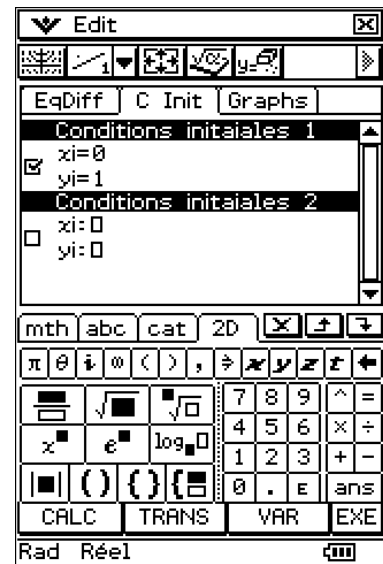 Edit
EqDiff C Init Graphs
Conditions initaiales 1
xi=0
yi=1
Conditions initaiales 2
xi:□
yi:□
mth abc cat 2D
π θ i ∞ ( ) , ⇒ x y z t ←
■/■ √■ ■√□ 7 8 9 ^ =
x■ e■ log■□ 4 5 6 × ÷
1 2 3 + −
|■| () {} {■ 0 . E ans
CALC TRANS VAR EXE
Rad Réel